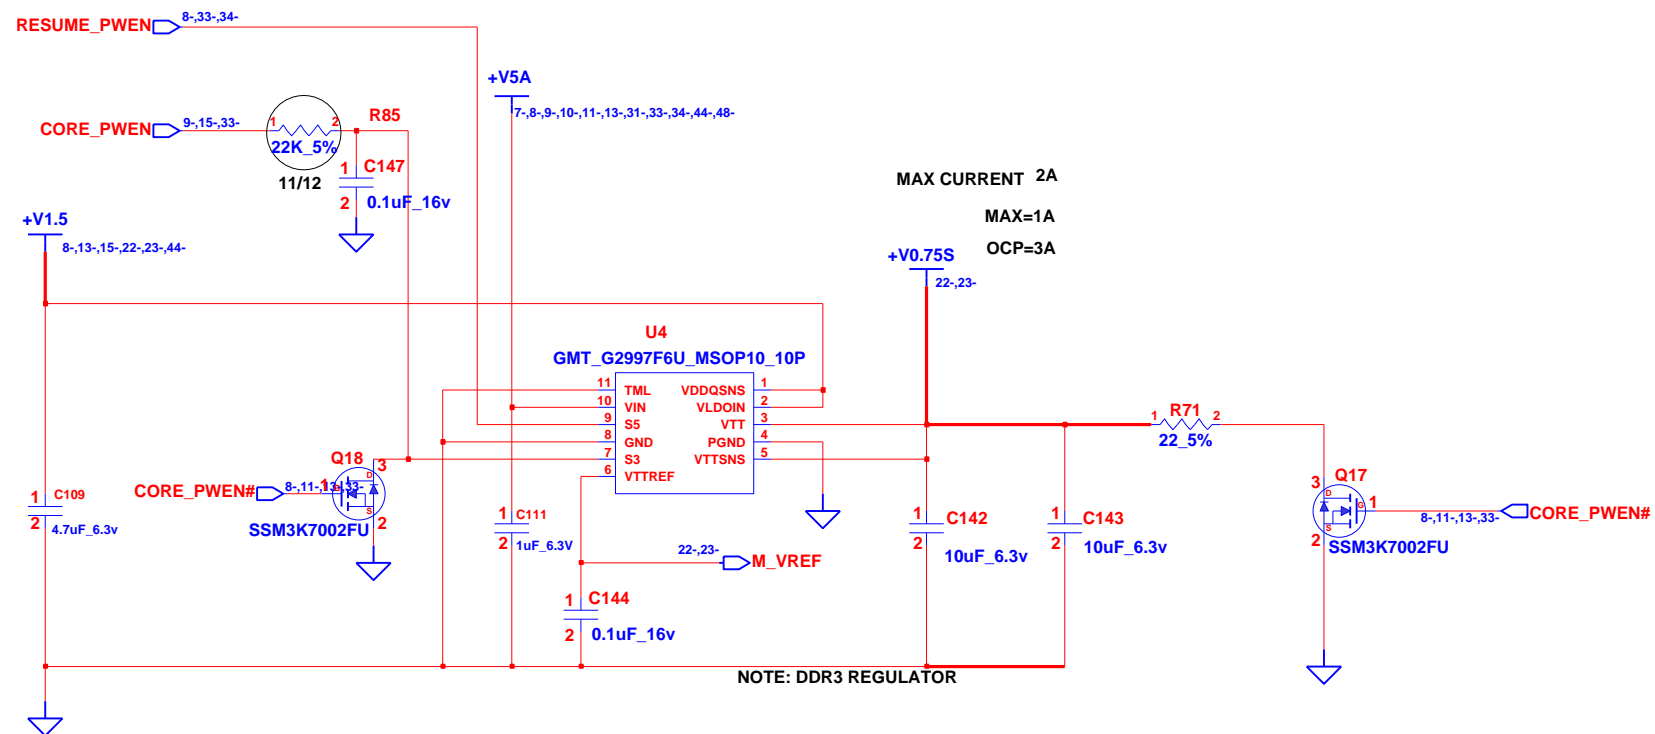 RESUME_PWEN
8-,33-,34-
+V5A
7-,8-,9-,10-,11-,13-,31-,33-,34-,44-,48-
CORE_PWEN
9-,15-,33-
1
2
R85
22K_5%
11/12
1
C147
2
0.1uF_16v
MAX CURRENT 2A
MAX=1A
OCP=3A
+V1.5
8-,13-,15-,22-,23-,44-
+V0.75S
22-,23-
U4
GMT_G2997F6U_MSOP10_10P
11 TML VDDQSNS 1
10 VIN VLDOIN 2
9 S5 VTT 3
8 GND PGND 4
7 S3 VTTSNS 5
6 VTTREF
1
R71
2
22_5%
Q18
3
D
CORE_PWEN#
8-,11-,13-,33-
1
G
S
2
SSM3K7002FU
Q17
3
D
G
1
S
2
8-,11-,13-,33-
CORE_PWEN#
SSM3K7002FU
1
C109
2
4.7uF_6.3v
1
C111
2
1uF_6.3V
1
C142
2
10uF_6.3v
1
C143
2
10uF_6.3v
22-,23-
M_VREF
1
C144
2
0.1uF_16v
NOTE: DDR3 REGULATOR